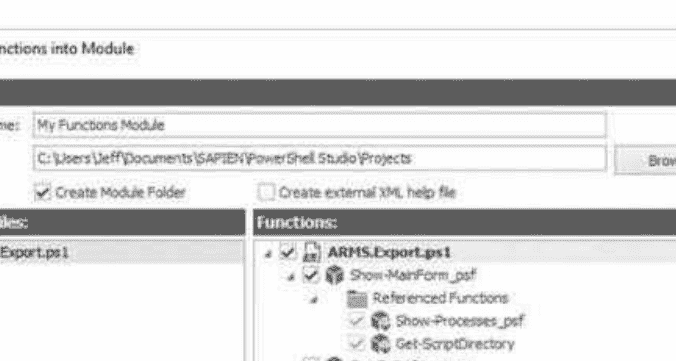 nctions into Module
me: My Functions Module
C:\Users\Jeff\Documents\SAPIEN\PowerShell Studio\Projects
Brow
Create Module Folder
Create external XML help file
iles:
Functions:
Export.ps1
ARMS.Export.ps1
Show-MainForm_psf
Referenced Functions
Show-Processes_psf
Get-ScriptDirectory